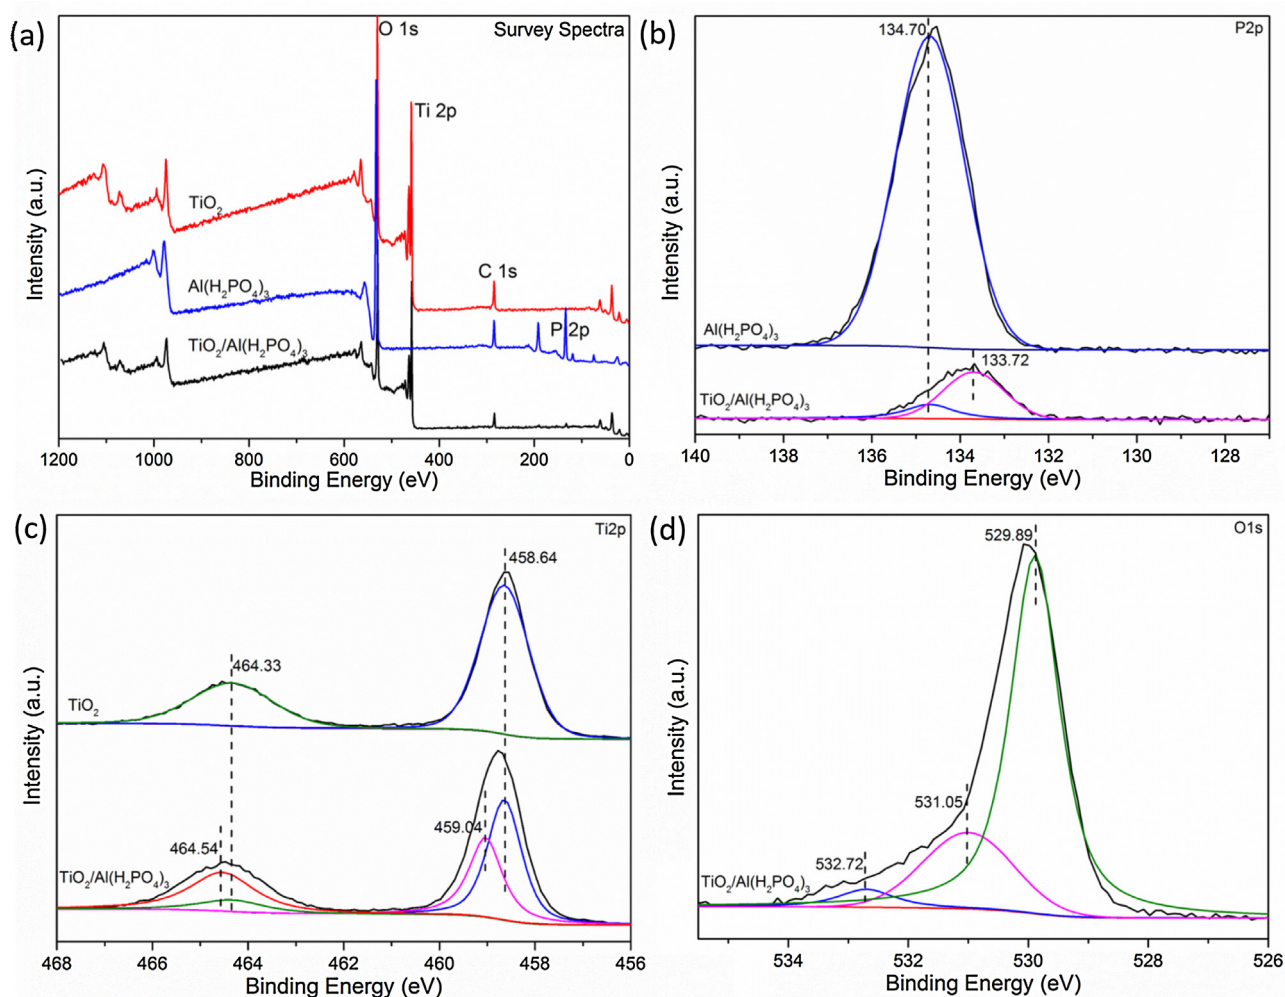 (a)
O 1s
Survey Spectra
Ti 2p
TiO2
C 1s
Al(H2PO4)3
P 2p
TiO2/Al(H2PO4)3
Intensity (a.u.)
1200 1000 800 600 400 200 0
Binding Energy (eV)
(b)
134.70
P2p
Al(H2PO4)3
133.72
TiO2/Al(H2PO4)3
Intensity (a.u.)
140 138 136 134 132 130 128
Binding Energy (eV)
(c)
Ti2p
458.64
464.33
TiO2
459.04
464.54
TiO2/Al(H2PO4)3
Intensity (a.u.)
468 466 464 462 460 458 456
Binding Energy (eV)
(d)
529.89
O1s
531.05
532.72
TiO2/Al(H2PO4)3
Intensity (a.u.)
534 532 530 528 526
Binding Energy (eV)